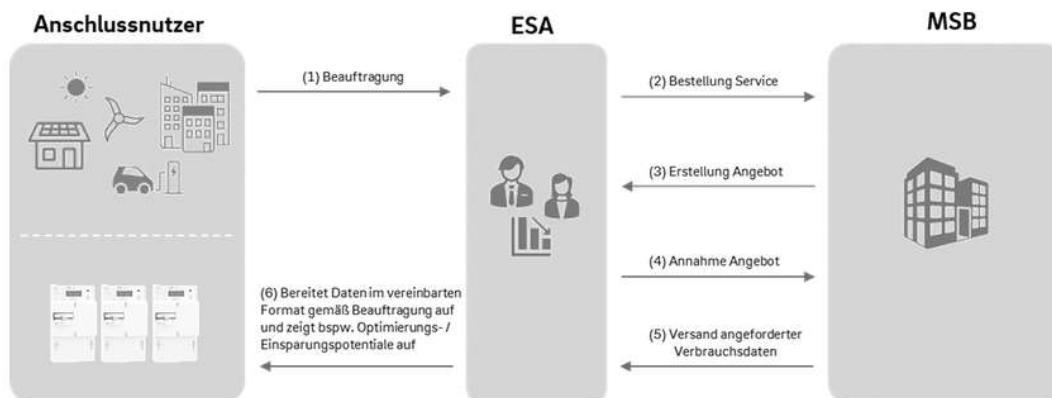 Anschlussnutzer
ESA
MSB
(1) Beauftragung
(2) Bestellung Service
(3) Erstellung Angebot
(4) Annahme Angebot
(6) Bereitet Daten im vereinbarten
Format gemäß Beauftragung auf
und zeigt bspw. Optimierungs- /
Einsparungspotentiale auf
(5) Versand angeforderter
Verbrauchsdaten